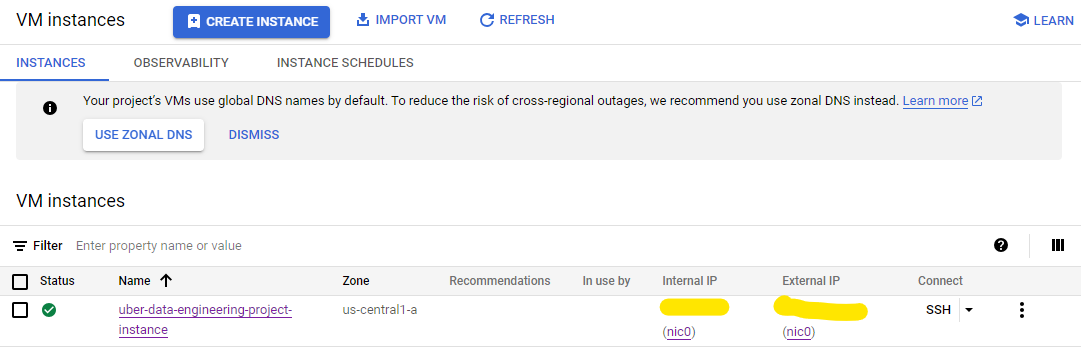 VM instances CREATE INSTANCE IMPORT VM REFRESH LEARN
INSTANCES OBSERVABILITY INSTANCE SCHEDULES
Your project's VMs use global DNS names by default. To reduce the risk of cross-regional outages, we recommend you use zonal DNS instead. Learn more
USE ZONAL DNS DISMISS
VM instances
Filter Enter property name or value
Status Name Zone Recommendations In use by Internal IP External IP Connect
uber-data-engineering-project- us-central1-a SSH
instance (nic0) (nic0)